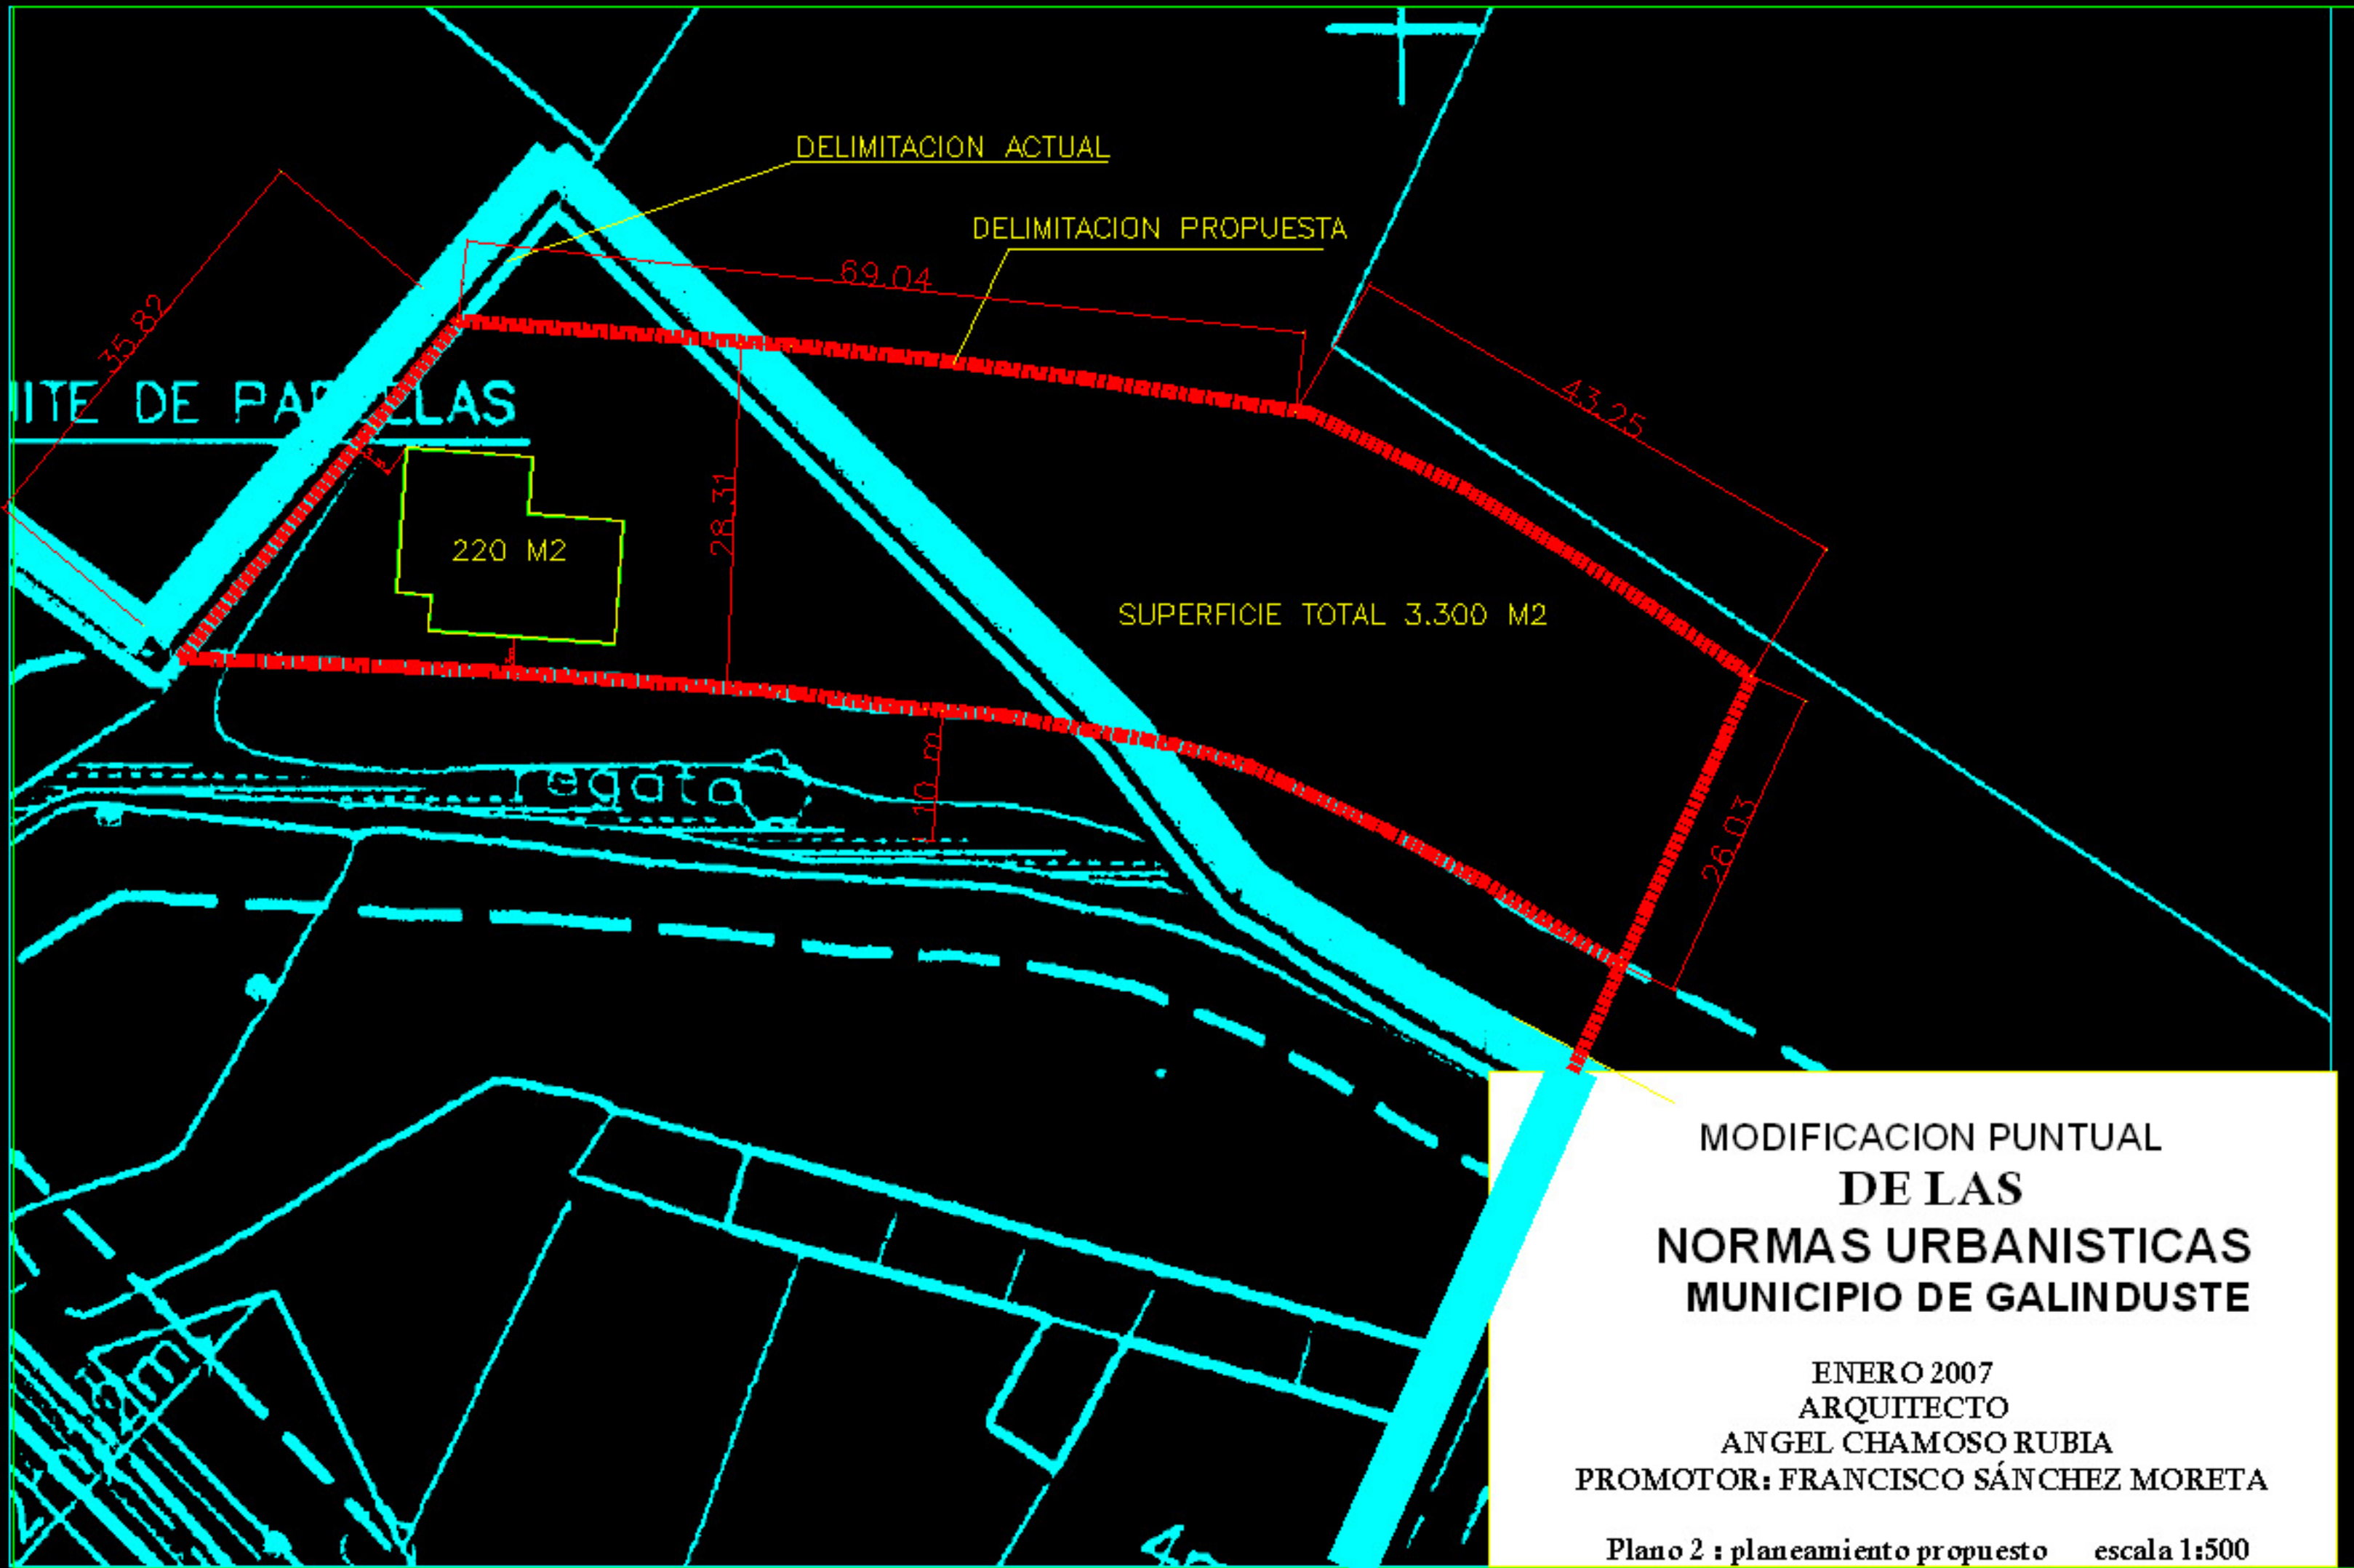 DELIMITACION ACTUAL
DELIMITACION PROPUESTA
69.04
35.82
43.25
DE
28.31
220 M2
SUPERFICIE TOTAL 3.300 M2
regato
10 m
26.03
MODIFICACION PUNTUAL
DE LAS
NORMAS URBANISTICAS
MUNICIPIO DE GALINDUSTE
ENERO 2007
ARQUITECTO
ANGEL CHAMOSO RUBIA
PROMOTOR: FRANCISCO SÁNCHEZ MORETA
12m
Plano 2 : planeamiento propuesto escala 1:500